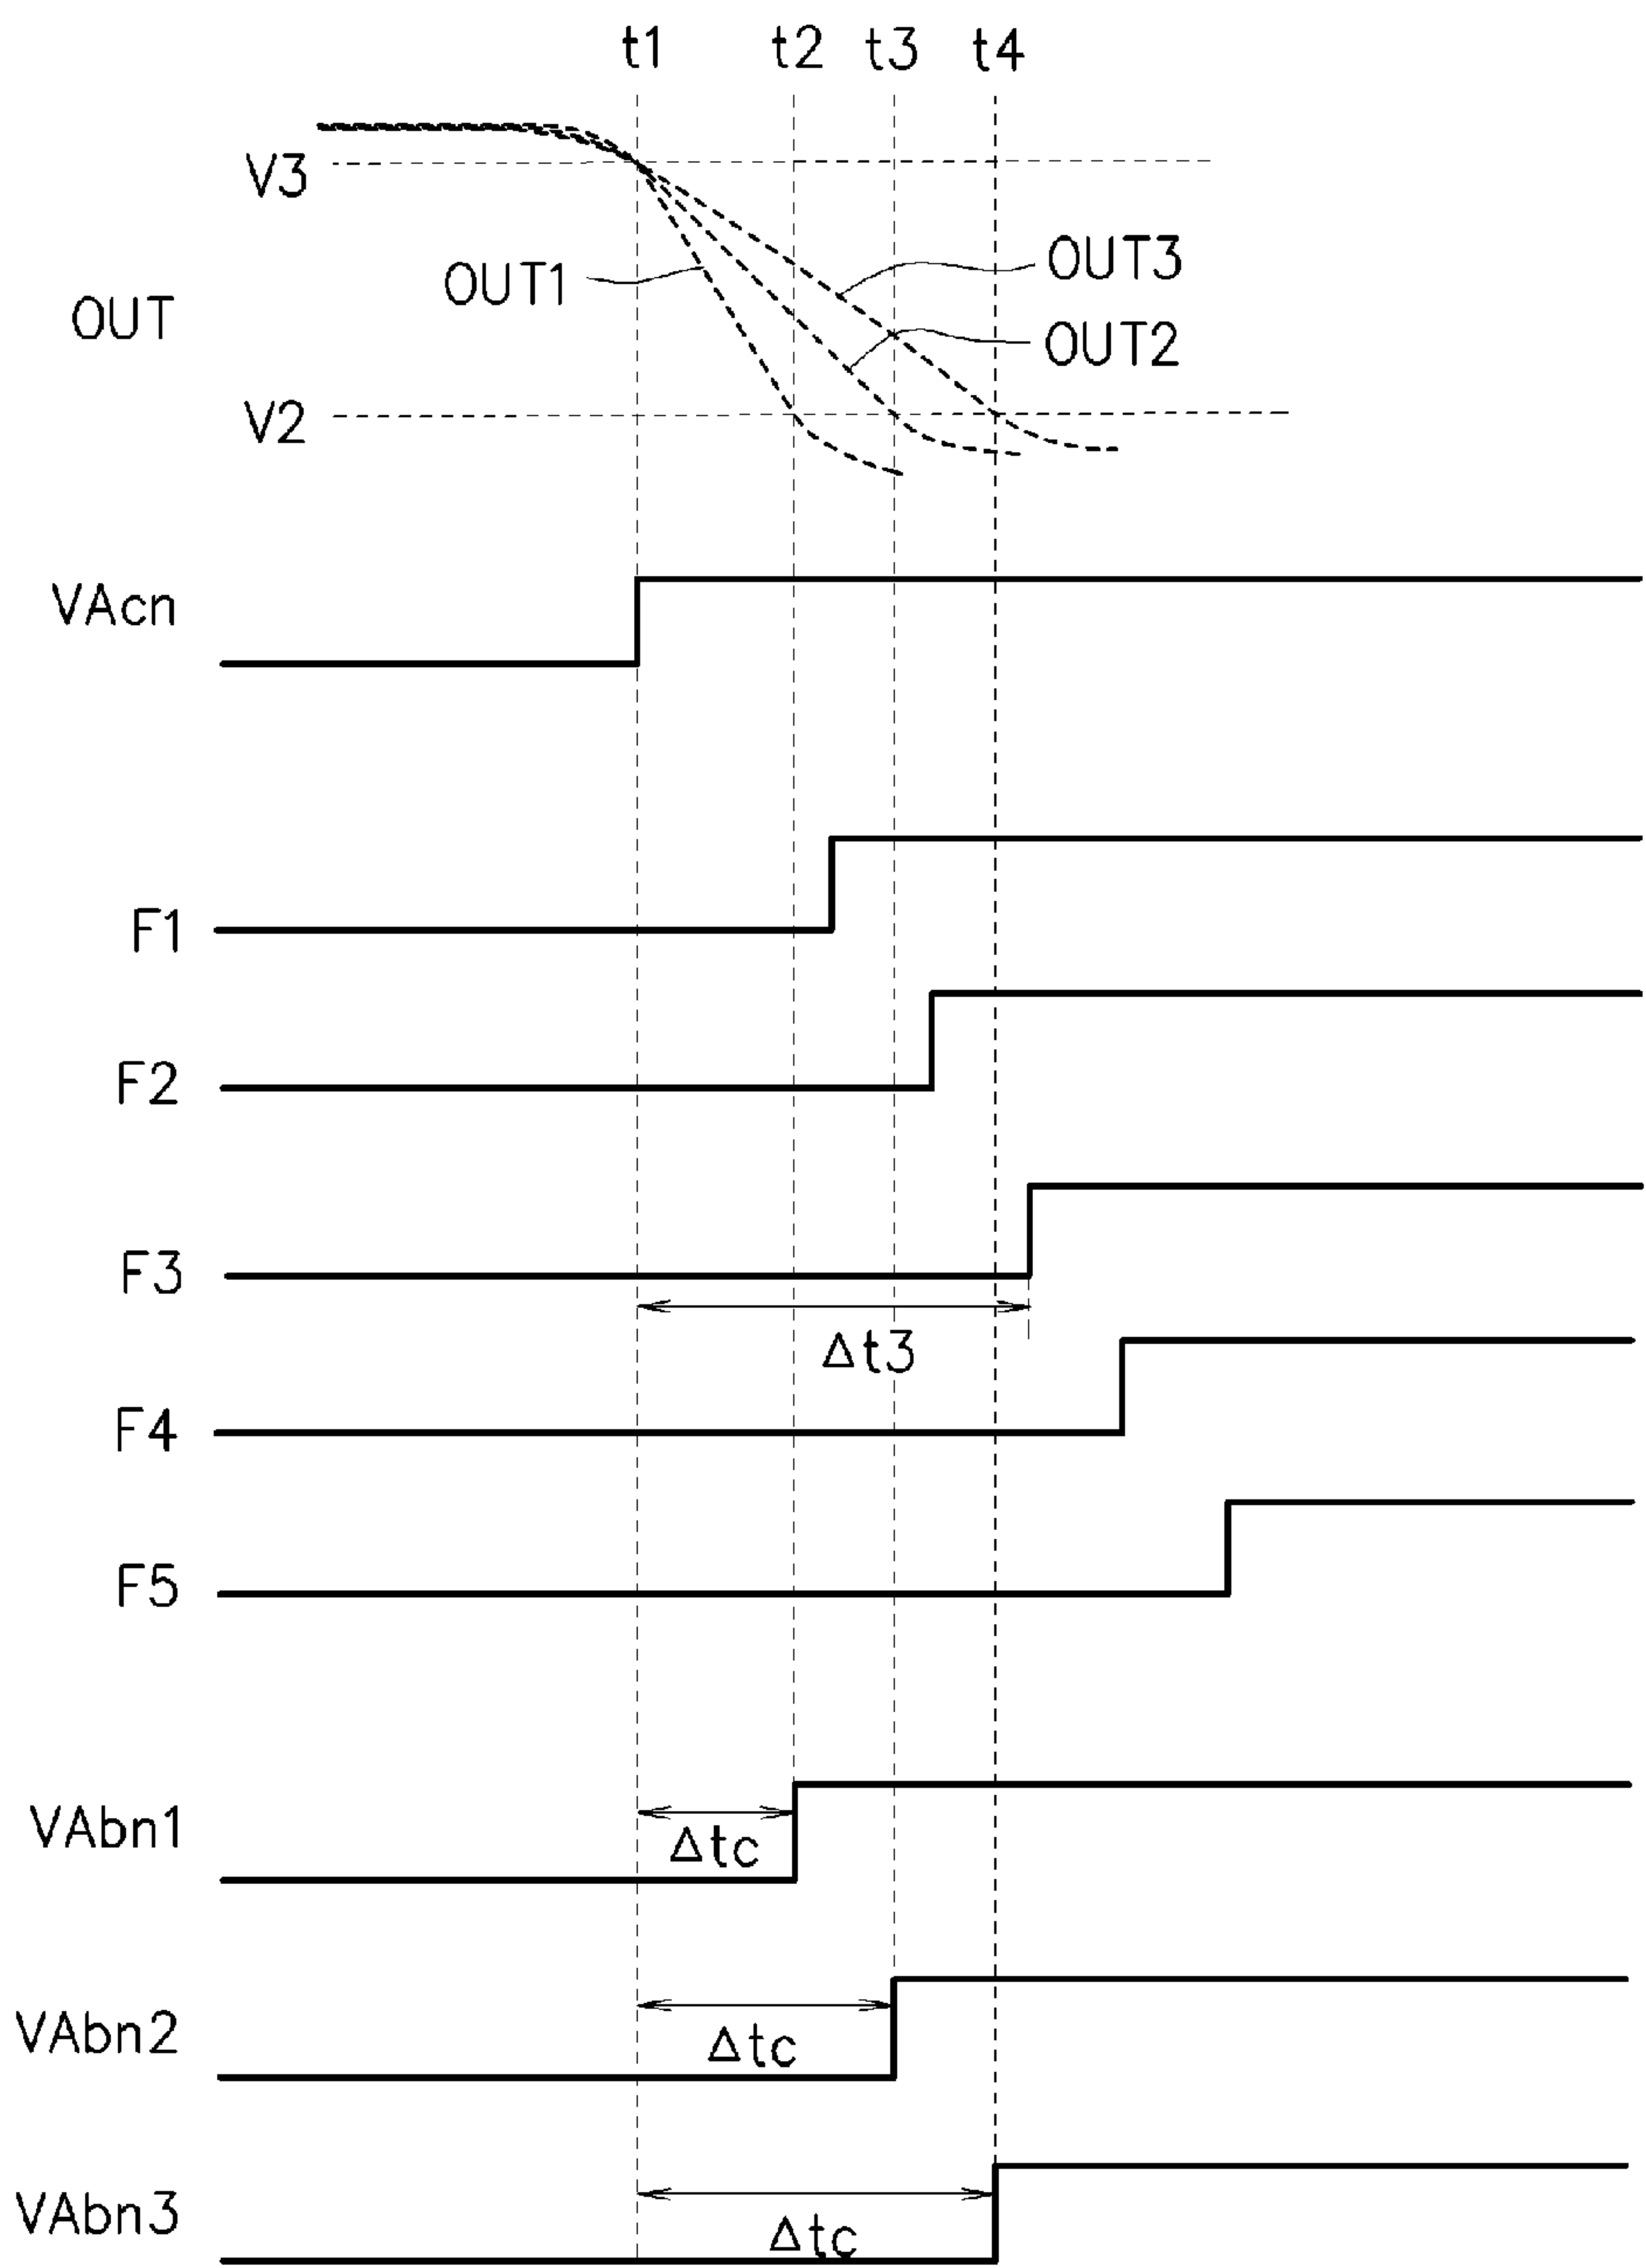 t1 t2 t3 t4
V3
OUT3
OUT1
OUT
OUT2
V2
VAcn
F1
F2
F3
Δt3
F4
F5
VAbn1
Δtc
VAbn2
Δtc
VAbn3
Δtc